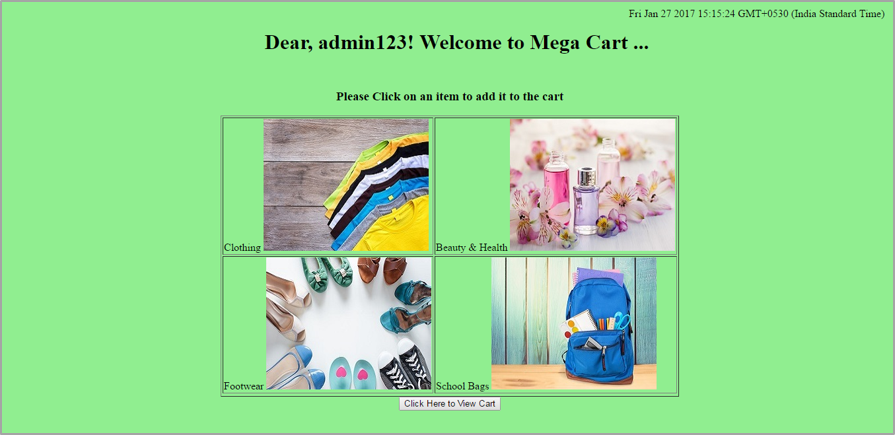 Fri Jan 27 2017 15:15:24 GMT+0530 (India Standard Time)
Dear, admin123! Welcome to Mega Cart ...
Please Click on an item to add it to the cart
Clothing
Beauty & Health
Footwear
School Bags
Click Here to View Cart